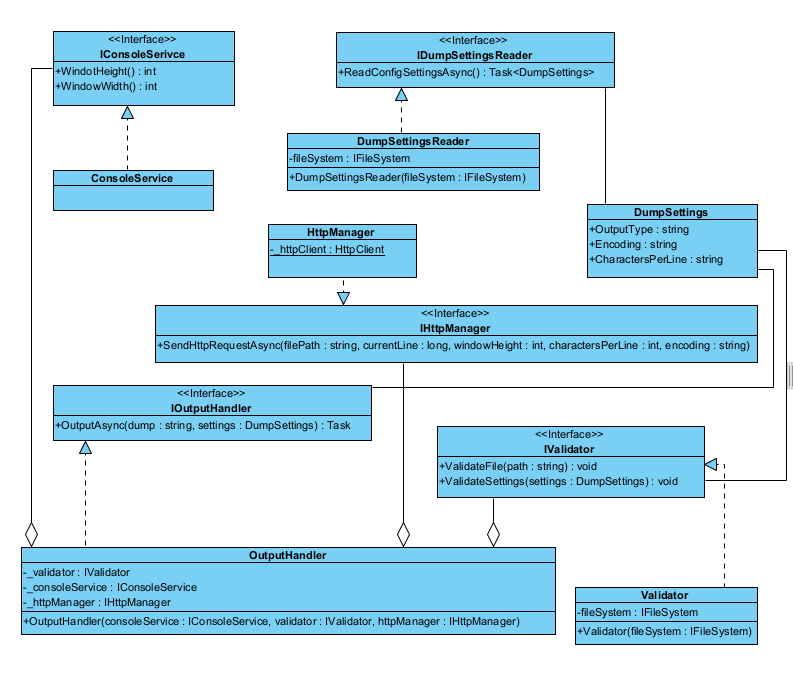 <<Interface>>
IConsoleSerivce
+WindotHeight() : int
+WindowWidth() : int
<<Interface>>
IDumpSettingsReader
+ReadConfigSettingsAsync() : Task<DumpSettings>
DumpSettingsReader
-fileSystem : IFileSystem
+DumpSettingsReader(fileSystem : IFileSystem)
ConsoleService
DumpSettings
+OutputType : string
+Encoding : string
+CharactersPerLine : string
HttpManager
-_httpClient : HttpClient
<<Interface>>
IHttpManager
+SendHttpRequestAsync(filePath : string, currentLine : long, windowHeight : int, charactersPerLine : int, encoding : string)
<<Interface>>
IOutputHandler
+OutputAsync(dump : string, settings : DumpSettings) : Task
<<Interface>>
IValidator
+ValidateFile(path : string) : void
+ValidateSettings(settings : DumpSettings) : void
OutputHandler
-_validator : IValidator
-_consoleService : IConsoleService
-_httpManager : IHttpManager
+OutputHandler(consoleService : IConsoleService, validator : IValidator, httpManager : IHttpManager)
Validator
-fileSystem : IFileSystem
+Validator(fileSystem : IFileSystem)